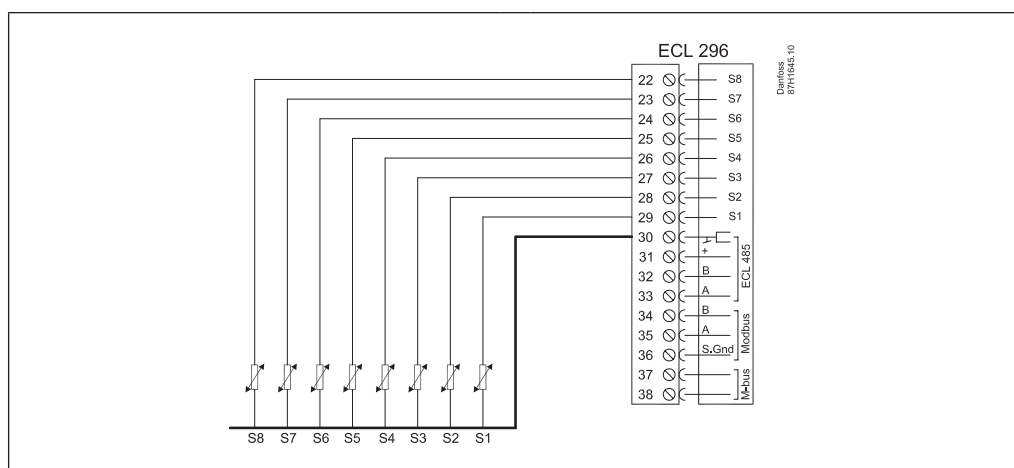 ECL 296
Danfoss
87H1645.10
22 S8
23 S7
24 S6
25 S5
26 S4
27 S3
28 S2
29 S1
30
31 +
32 B
33 A
ECL 485
34 B
35 A
36 S.Gnd
Modbus
37
38
M-bus
S8 S7 S6 S5 S4 S3 S2 S1